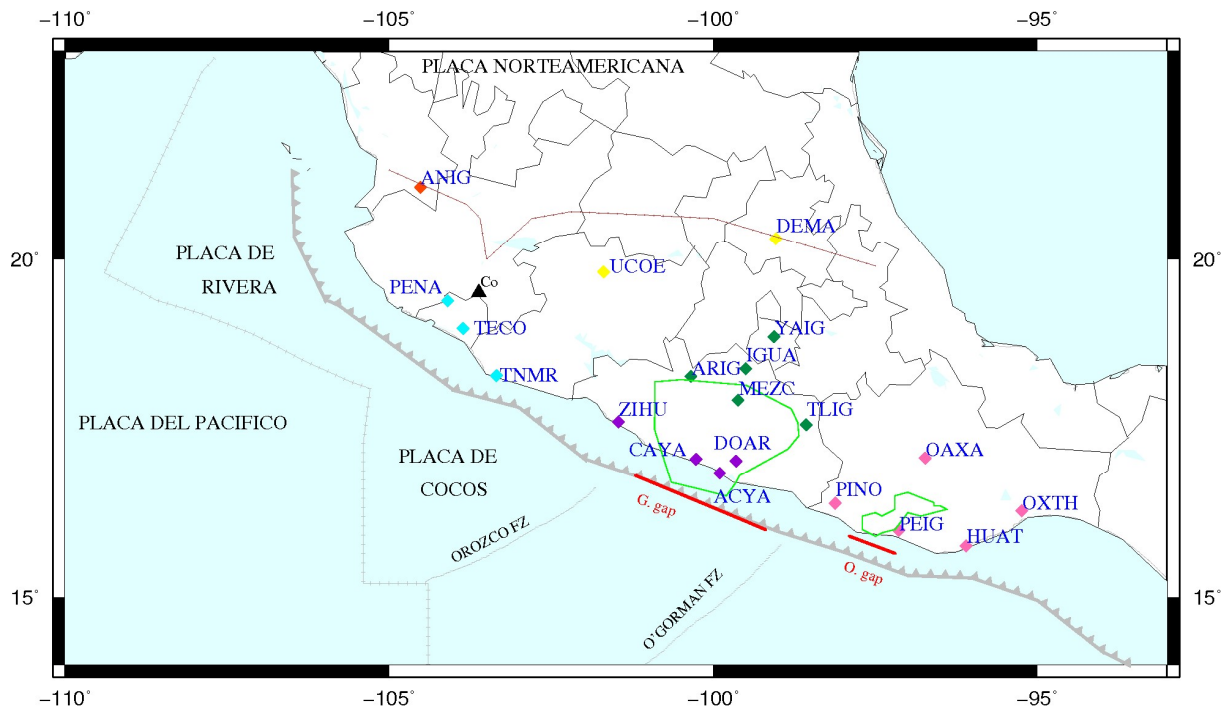 −110˚ −105˚ −100˚ −95˚
PLACA NORTEAMERICANA
ANIG
DEMA
PLACA DE
RIVERA
20˚ 20˚
UCOE
Co
PENA
TECO
YAIG
IGUA
ARIG
TNMR
MEZC
ZIHU
TLIG
PLACA DEL PACIFICO
CAYA
DOAR
OAXA
PLACA DE
COCOS
ACYA
PINO
OXTH
G. gap
PEIG
HUAT
OROZCO FZ
O. gap
O'GORMAN FZ
15˚ 15˚
−110˚ −105˚ −100˚ −95˚